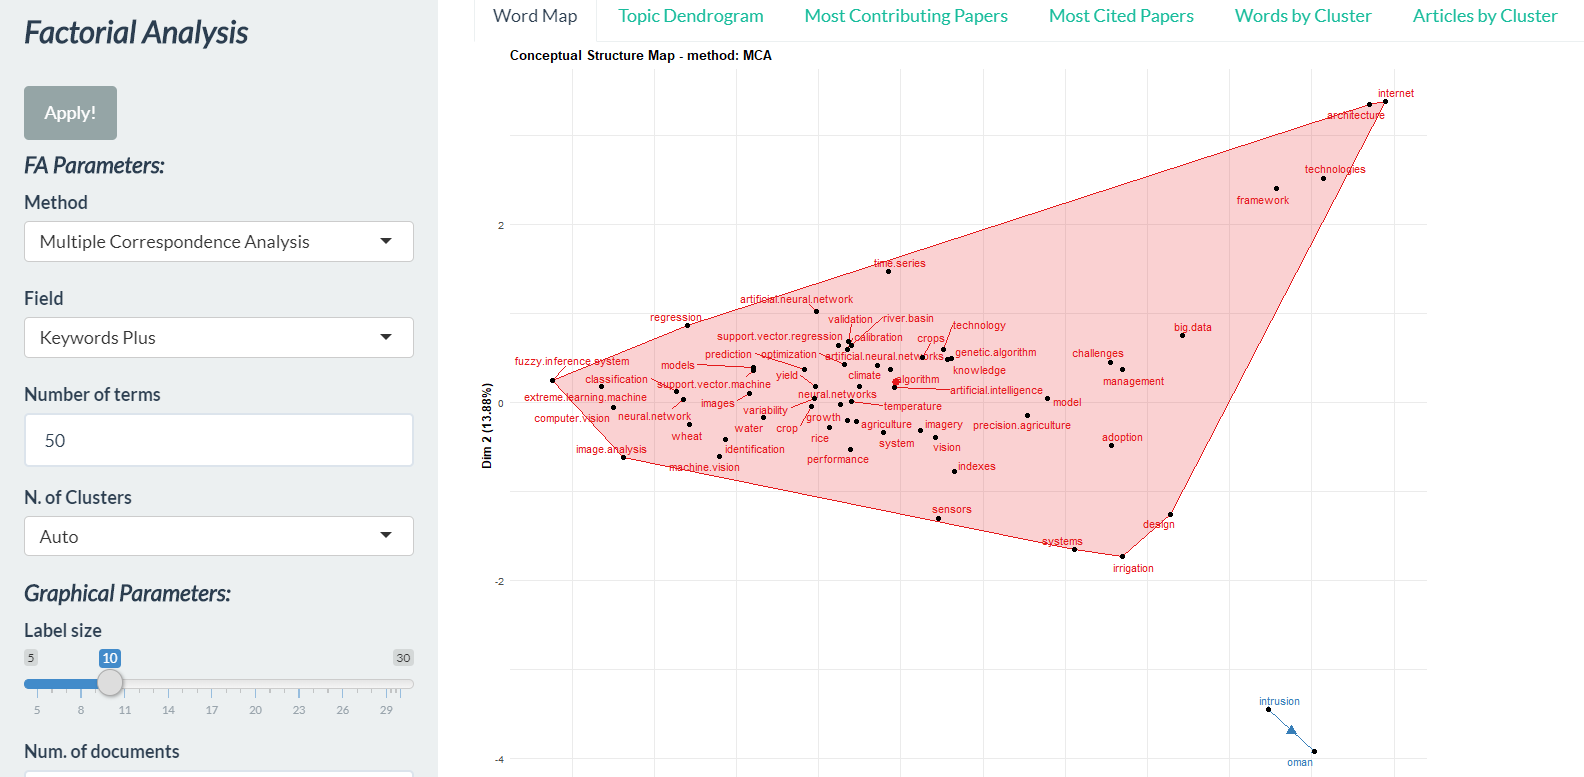 Factorial Analysis
Apply!
FA Parameters:
Method
Multiple Correspondence Analysis
Field
Keywords Plus
Number of terms
50
N. of Clusters
Auto
Graphical Parameters:
Label size
5 10 30
5 8 11 14 17 20 23 26 29
Num. of documents
Word Map Topic Dendrogram Most Contributing Papers Most Cited Papers Words by Cluster Articles by Cluster
Conceptual Structure Map - method: MCA
internet
architecture
technologies
framework
2
time.series
artificial.neural.network
regression
validation river.basin
technology
big.data
support.vector.regression calibration
crops
prediction optimization artificial.neural.networks genetic.algorithm
challenges
fuzzy.inference.system
models
knowledge
classification support.vector.machine
yield climate algorithm
management
artificial.intelligence
extreme.learning.machine
images
neural.networks
model
0
variability
temperature
computer.vision neural.network
water
growth
crop
agriculture imagery
precision.agriculture
wheat
rice
system
adoption
vision
image.analysis
identification
performance
machine.vision
indexes
Dim 2 (13.88%)
sensors
design
systems
irrigation
-2
intrusion
oman
-4